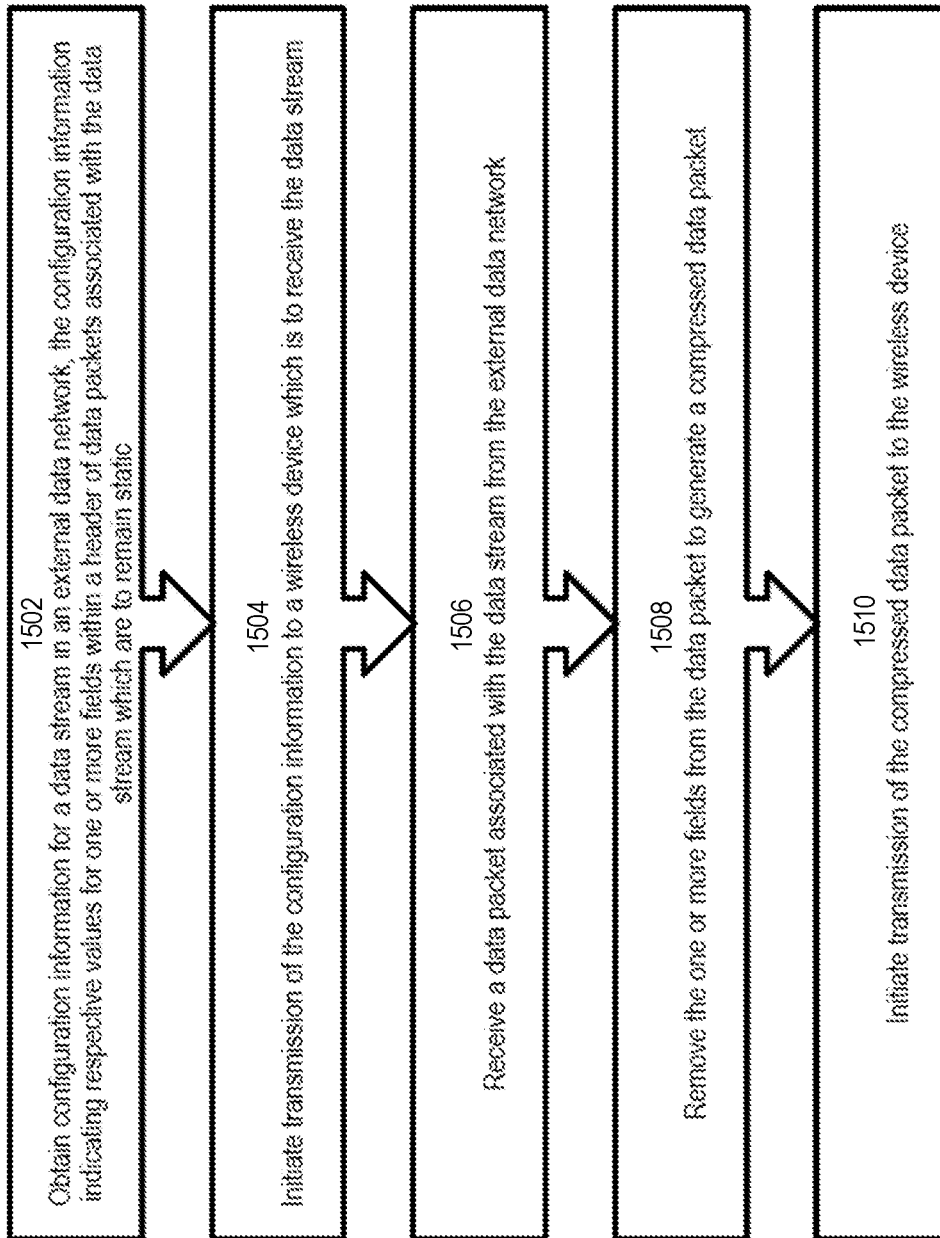 1502
Obtain configuration information for a data stream in an external data network, the configuration information
indicating respective values for one or more fields within a header of data packets associated with the data
stream which are to remain static
1504
Initiate transmission of the configuration information to a wireless device which is to receive the data stream
1506
Receive a data packet associated with the data stream from the external data network
1508
Remove the one or more fields from the data packet to generate a compressed data packet
1510
Initiate transmission of the compressed data packet to the wireless device